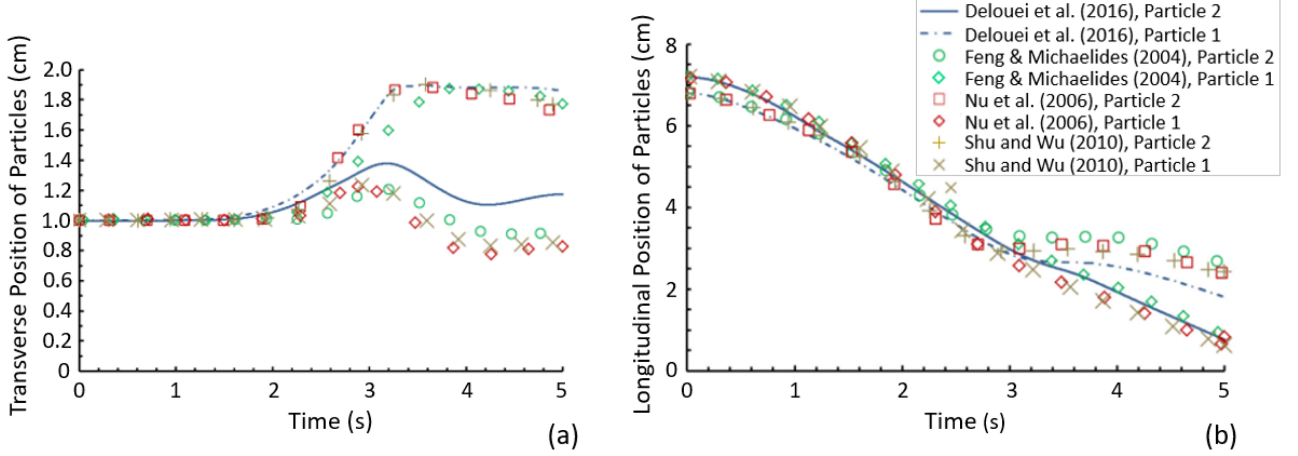 Transverse Position of Particles (cm)
2.0
1.8
1.6
1.4
1.2
1.0
0.8
0.6
0.4
0.2
0
0 1 2 3 4 5
Time (s)
(a)
Longitudinal Position of Particles (cm)
8
6
4
2
0
0 1 2 3 4 5
Time (s)
(b)
Delouei et al. (2016), Particle 2
Delouei et al. (2016), Particle 1
Feng & Michaelides (2004), Particle 2
Feng & Michaelides (2004), Particle 1
Nu et al. (2006), Particle 2
Nu et al. (2006), Particle 1
Shu and Wu (2010), Particle 2
Shu and Wu (2010), Particle 1